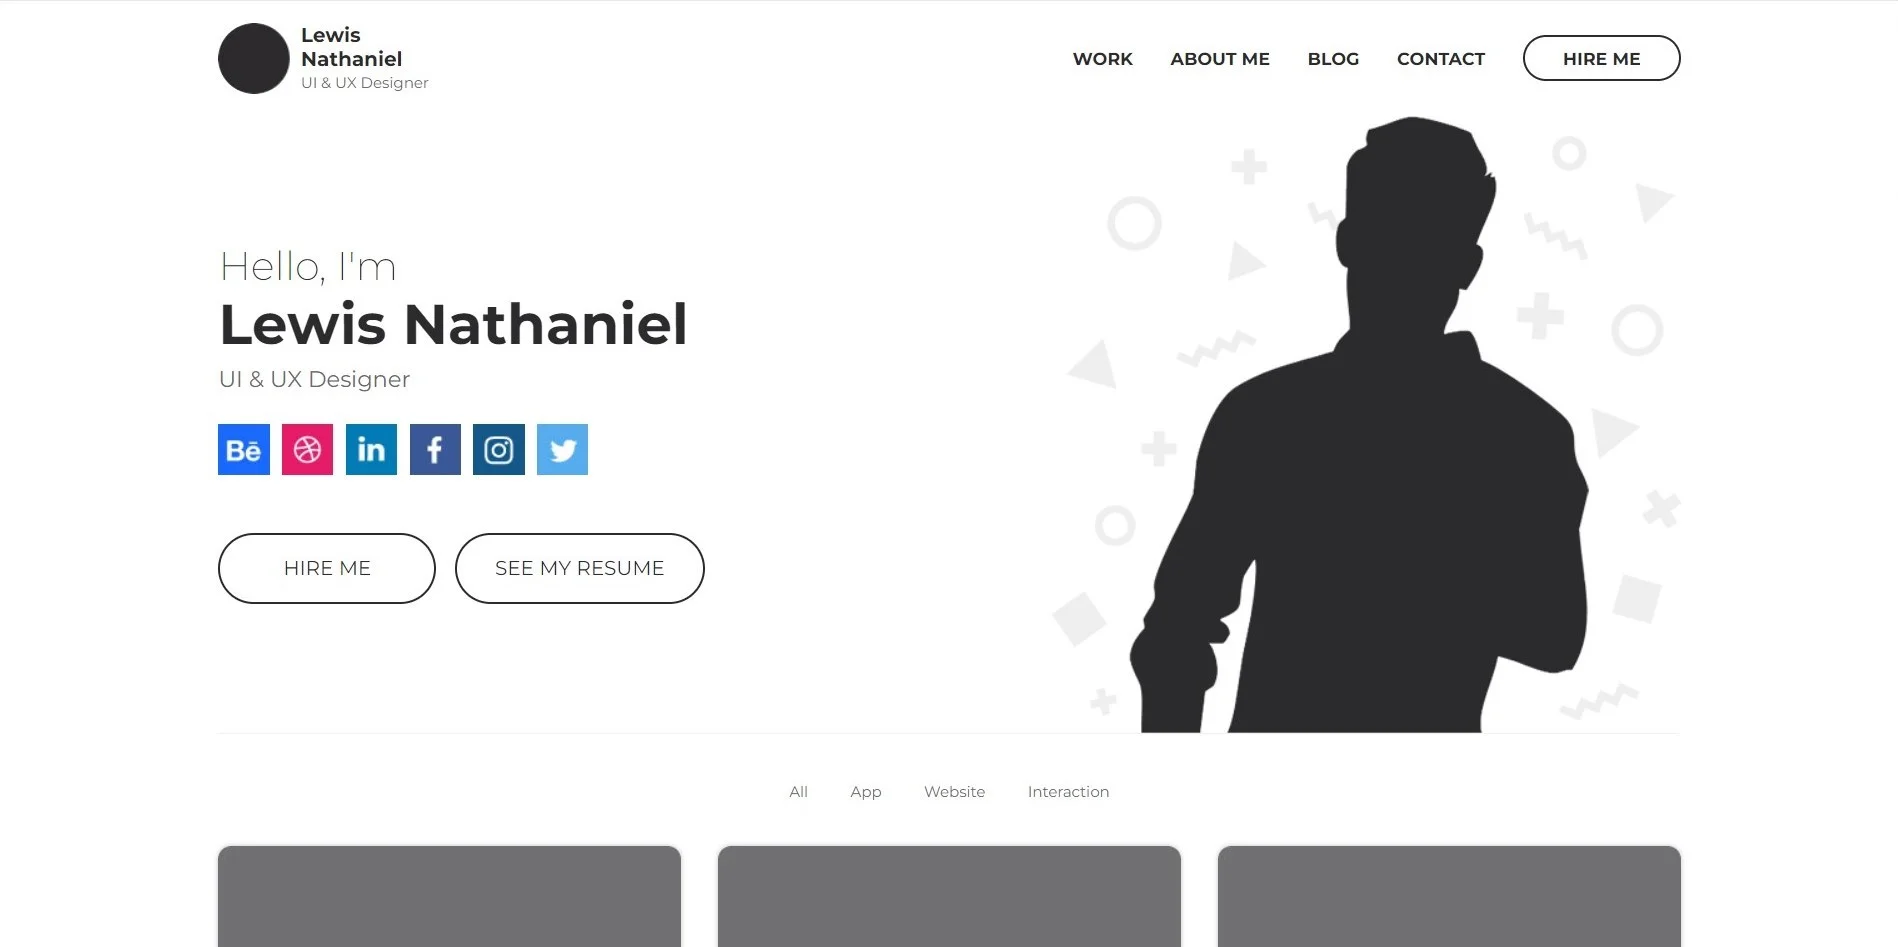 Lewis
Nathaniel
UI & UX Designer
WORK ABOUT ME BLOG CONTACT HIRE ME
Hello, I'm
Lewis Nathaniel
UI & UX Designer
Bē in f
HIRE ME SEE MY RESUME
All App Website Interaction